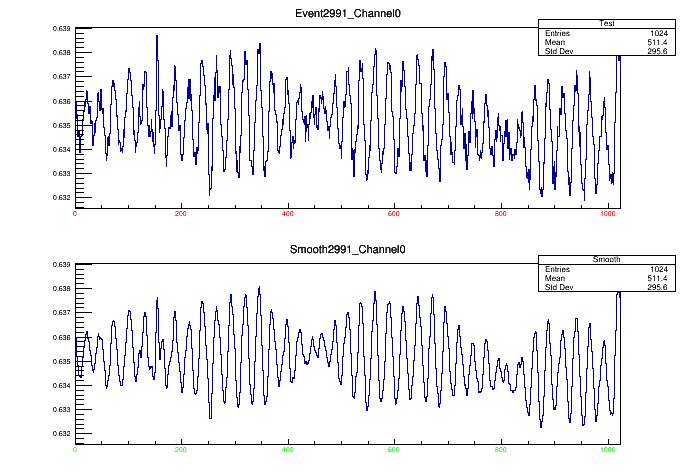 Event2991_Channel0
Test
Entries 1024
Mean 511.4
Std Dev 295.6
0.639
0.638
0.637
0.636
0.635
0.634
0.633
0.632
0 200 400 600 800 1000
Smooth2991_Channel0
Smooth
Entries 1024
Mean 511.4
Std Dev 295.6
0.639
0.638
0.637
0.636
0.635
0.634
0.633
0.632
0 200 400 600 800 1000